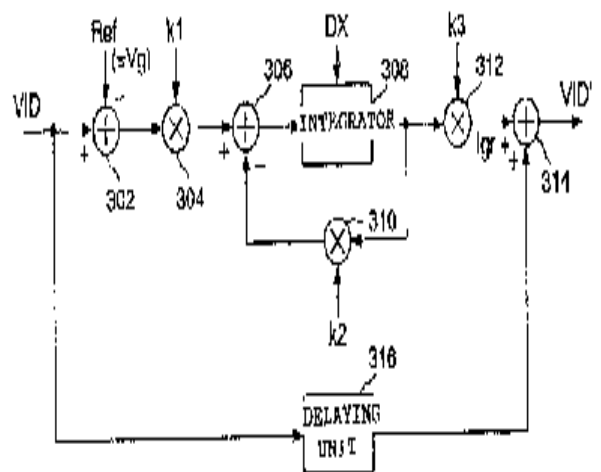 Ref
(=Vg)
k1
DX
k3
306
308
312
VID
VID'
INTEGRATOR
+
+
−
Igr
+
+
302
304
314
310
k2
316
DELAYING
UNIT